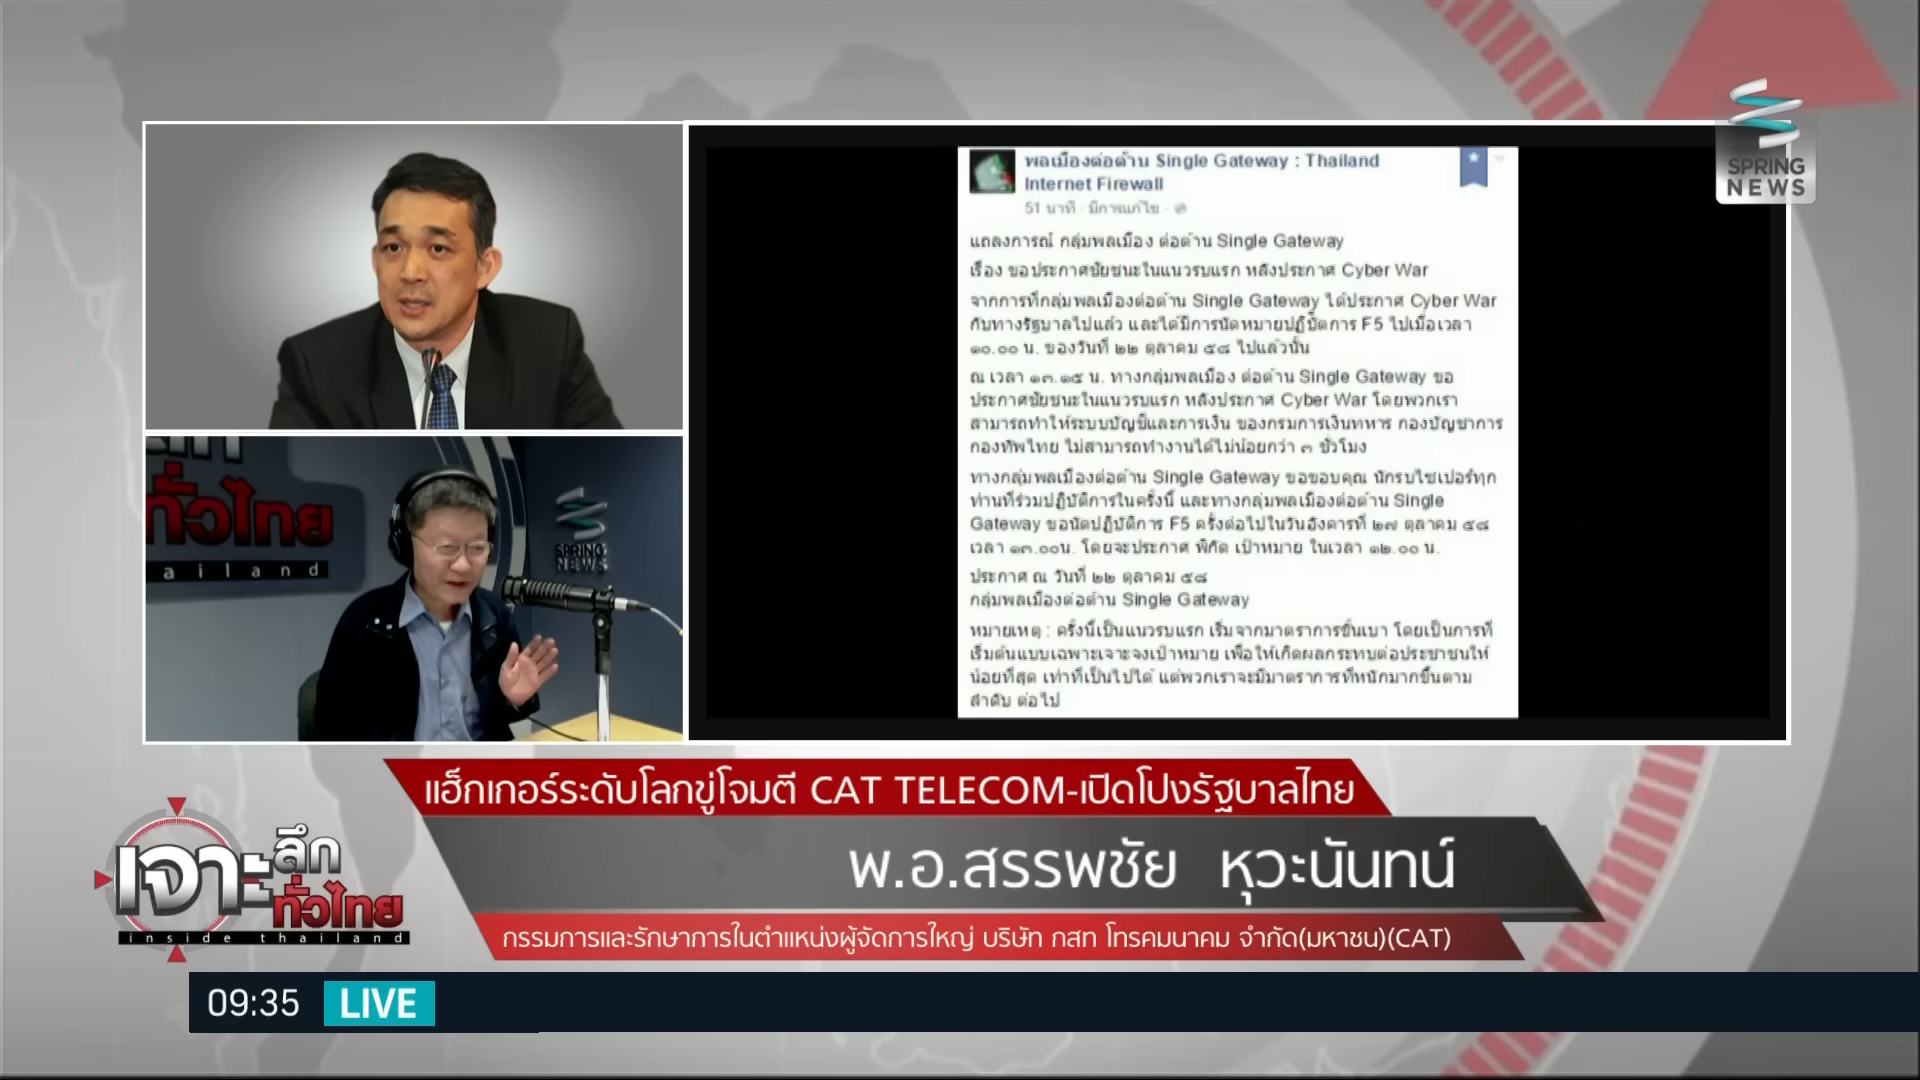 พลเมืองต่อต้าน Single Gateway : Thailand
Internet Firewall
51 นาที · มีการแก้ไข ·
แถลงการณ์ กลุ่มพลเมือง ต่อต้าน Single Gateway
เรื่อง ขอประกาศชัยชนะในแนวรบแรก หลังประกาศ Cyber War
จากการที่กลุ่มพลเมืองต่อต้าน Single Gateway ได้ประกาศ Cyber War
กับทางรัฐบาลไปแล้ว และได้มีการนัดหมายปฏิบัติการ F5 ไปเมื่อเวลา
๑๐.๐๐ น. ของวันที่ ๒๒ ตุลาคม ๕๘ ไปแล้วนั้น
ณ เวลา ๑๓.๑๕ น. ทางกลุ่มพลเมือง ต่อต้าน Single Gateway ขอ
ประกาศชัยชนะในแนวรบแรก หลังประกาศ Cyber War โดยพวกเรา
สามารถทำให้ระบบบัญชีและการเงิน ของกรมการเงินทหาร กองบัญชาการ
กองทัพไทย ไม่สามารถทำงานได้ไม่น้อยกว่า ๓ ชั่วโมง
ทางกลุ่มพลเมืองต่อต้าน Single Gateway ขอขอบคุณ นักรบไซเบอร์ทุก
ท่านที่ร่วมปฏิบัติการในครั้งนี้ และทางกลุ่มพลเมืองต่อต้าน Single
Gateway ขอนัดปฏิบัติการ F5 ครั้งต่อไปในวันอังคารที่ ๒๗ ตุลาคม ๕๘
เวลา ๑๓.๐๐น. โดยจะประกาศ พิกัด เป้าหมาย ในเวลา ๑๒.๐๐ น.
ประกาศ ณ วันที่ ๒๒ ตุลาคม ๕๘
กลุ่มพลเมืองต่อต้าน Single Gateway
หมายเหตุ : ครั้งนี้เป็นแนวรบแรก เริ่มจากมาตราการขั้นเบา โดยเป็นการที่
เริ่มต้นแบบเฉพาะเจาะจงเป้าหมาย เพื่อให้เกิดผลกระทบต่อประชาชนให้
น้อยที่สุด เท่าที่เป็นไปได้ แต่พวกเราจะมีมาตราการที่หนักมากขึ้นตาม
ลำดับ ต่อไป
SPRING
NEWS
ลึก
ทั่วไทย
ailand
SPRING
NEWS
แฮ็กเกอร์ระดับโลกขู่โจมตี CAT TELECOM-เปิดโปงรัฐบาลไทย
พ.อ.สรรพชัย หุวะนันทน์
กรรมการและรักษาการในตำแหน่งผู้จัดการใหญ่ บริษัท กสท โทรคมนาคม จำกัด(มหาชน)(CAT)
เจาะลึก
ทั่วไทย
inside thailand
09:35 LIVE